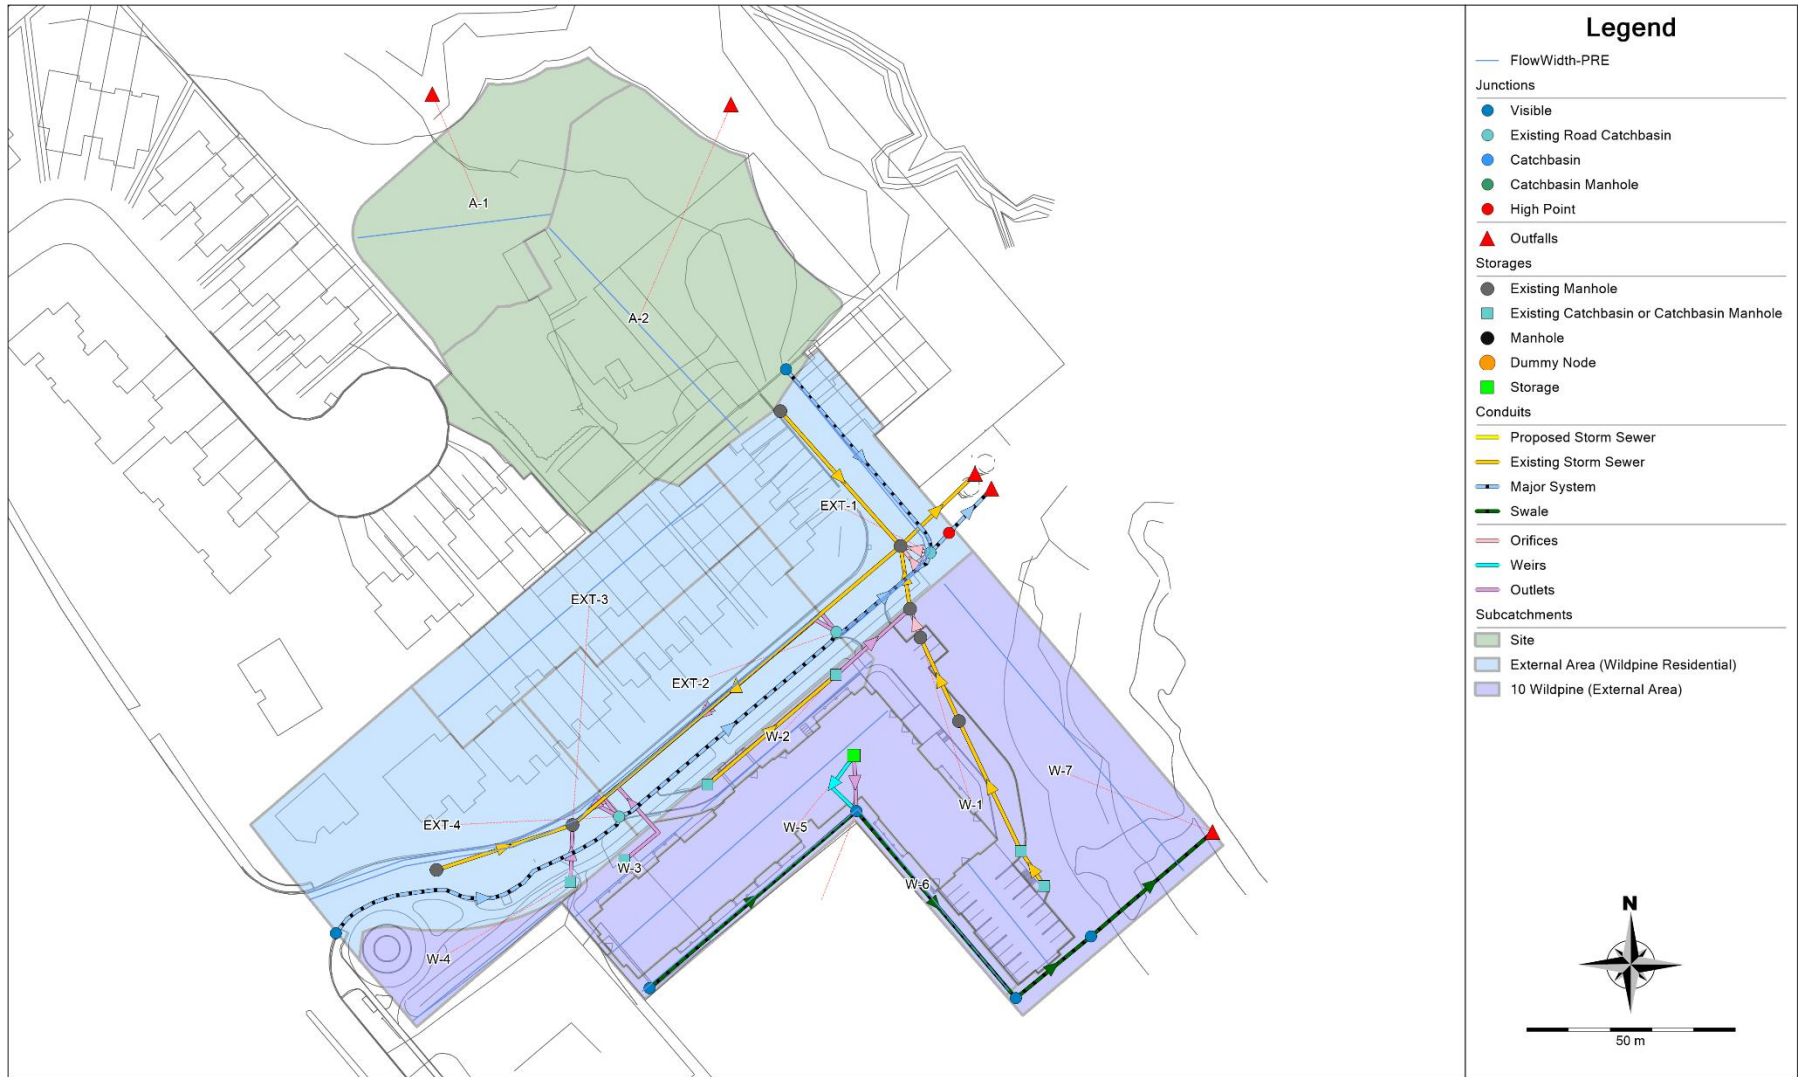 A-1
A-2
EXT-1
EXT-3
EXT-2
W-2
W-7
W-1
EXT-4
W-5
W-3
W-6
W-4
Legend
FlowWidth-PRE
Junctions
Visible
Existing Road Catchbasin
Catchbasin
Catchbasin Manhole
High Point
Outfalls
Storages
Existing Manhole
Existing Catchbasin or Catchbasin Manhole
Manhole
Dummy Node
Storage
Conduits
Proposed Storm Sewer
Existing Storm Sewer
Major System
Swale
Orifices
Weirs
Outlets
Subcatchments
Site
External Area (Wildpine Residential)
10 Wildpine (External Area)
N
50 m